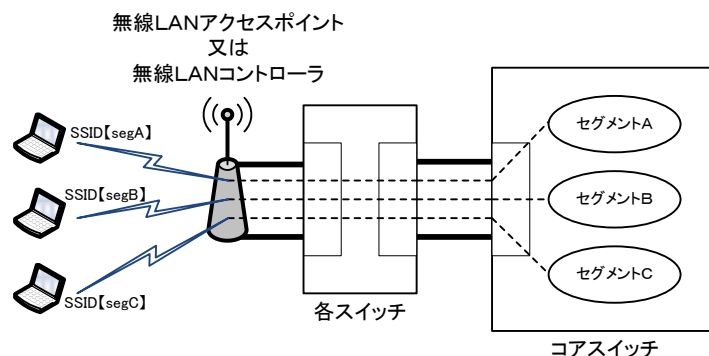 無線LANアクセスポイント
又は
無線LANコントローラ
SSID【segA】
SSID【segB】
SSID【segC】
セグメントA
セグメントB
セグメントC
各スイッチ
コアスイッチ